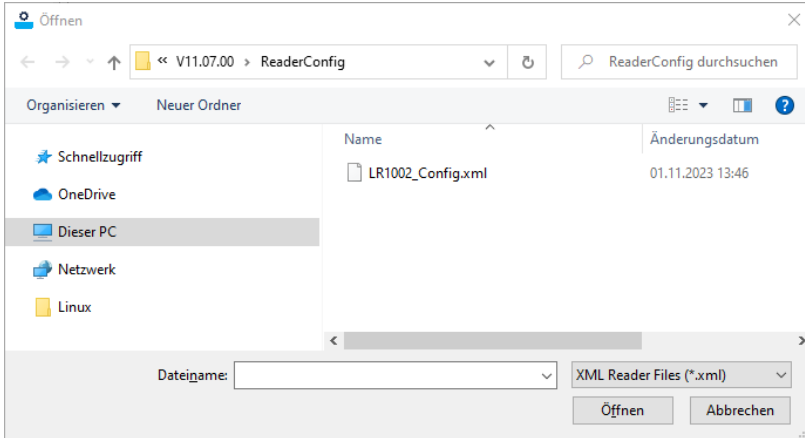 Öffnen
« V11.07.00 › ReaderConfig
ReaderConfig durchsuchen
Organisieren
Neuer Ordner
Name
Änderungsdatum
Schnellzugriff
LR1002_Config.xml
01.11.2023 13:46
OneDrive
Dieser PC
Netzwerk
Linux
Dateiname:
XML Reader Files (*.xml)
Öffnen
Abbrechen